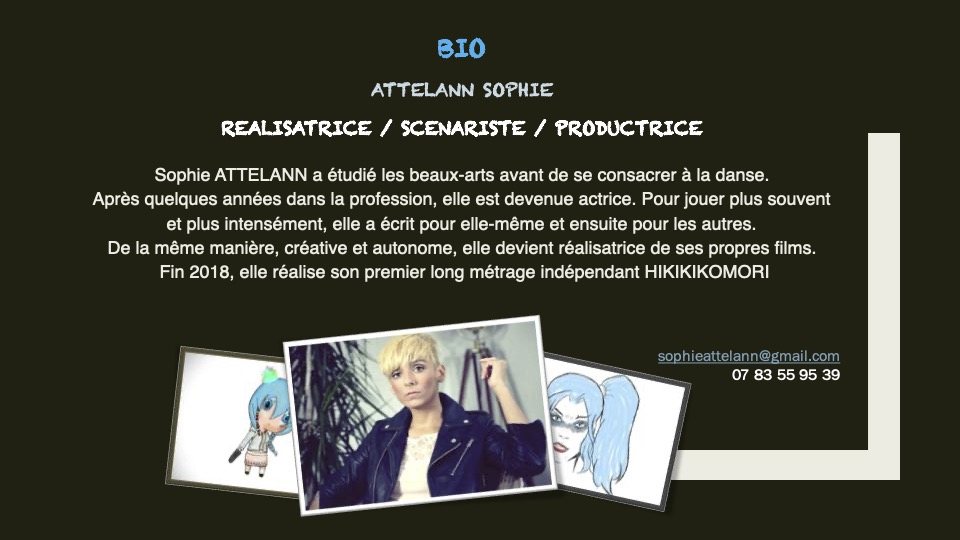 BIO
ATTELANN SOPHIE
REALISATRICE / SCENARISTE / PRODUCTRICE
Sophie ATTELANN a étudié les beaux-arts avant de se consacrer à la danse.
Après quelques années dans la profession, elle est devenue actrice. Pour jouer plus souvent
et plus intensément, elle a écrit pour elle-même et ensuite pour les autres.
De la même manière, créative et autonome, elle devient réalisatrice de ses propres films.
Fin 2018, elle réalise son premier long métrage indépendant HIKIKIKOMORI
sophieattelann@gmail.com
07 83 55 95 39